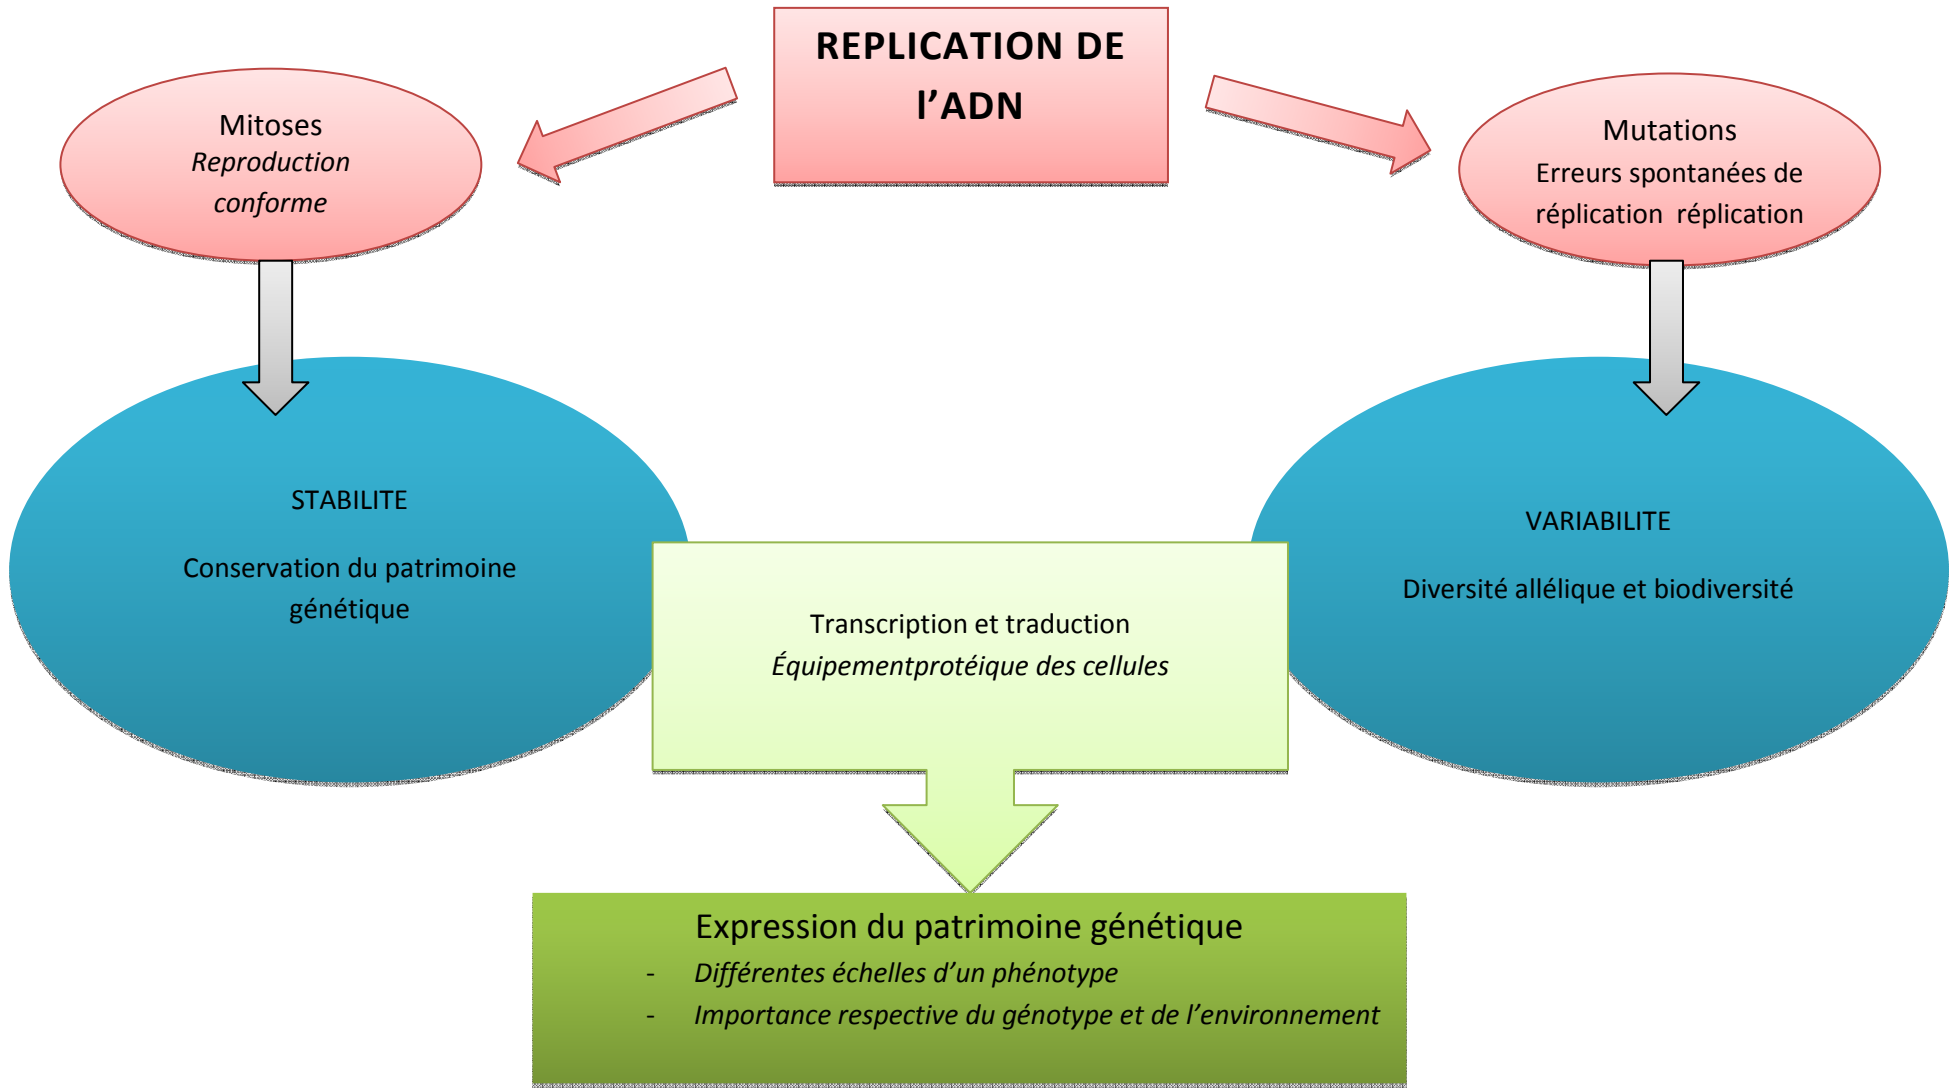 REPLICATION DE
l’ADN
Mitoses
Reproduction
conforme
Mutations
Erreurs spontanées de
réplication  réplication
STABILITE
Conservation du patrimoine
génétique
VARIABILITE
Diversité allélique et biodiversité
Transcription et traduction
Équipementprotéique des cellules
Expression du patrimoine génétique
- Différentes échelles d’un phénotype
- Importance respective du génotype et de l’environnement